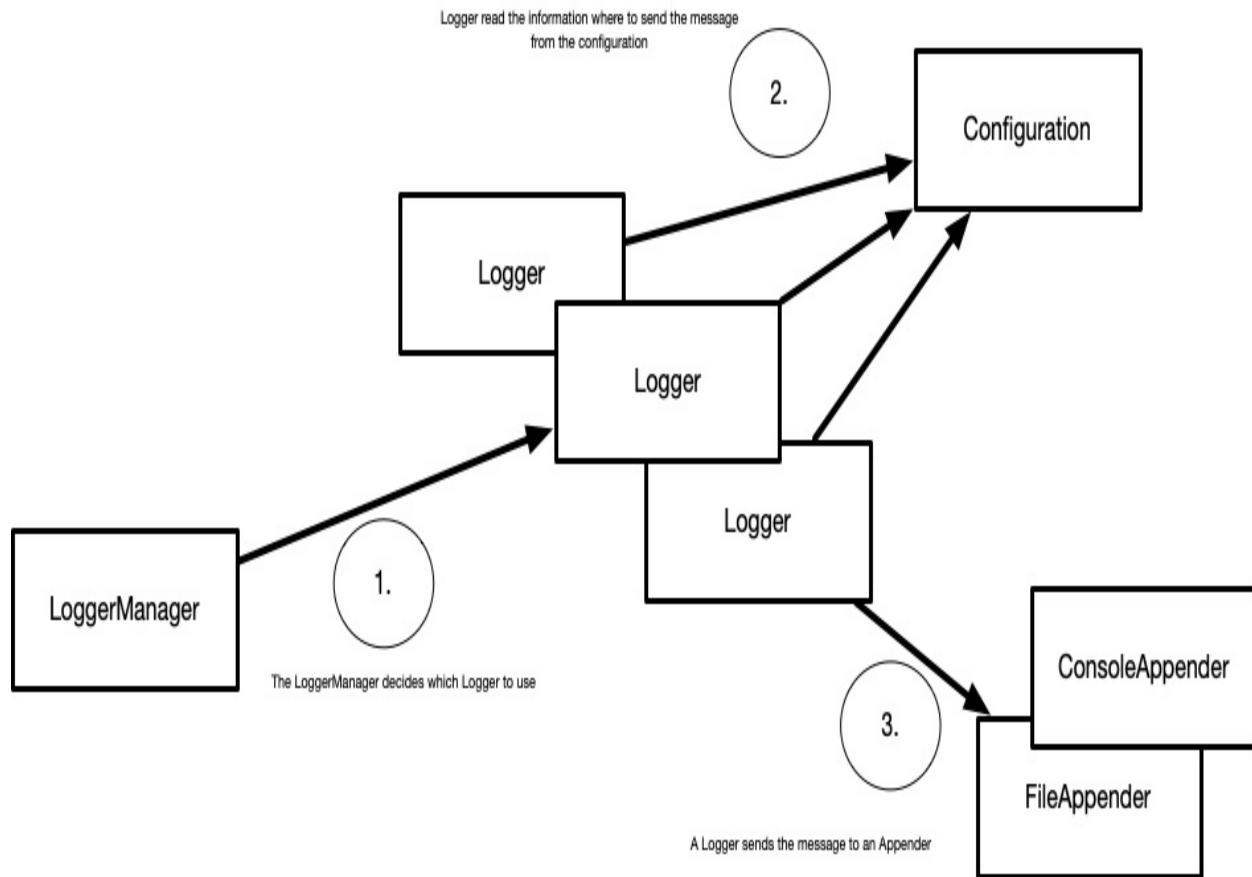 Logger read the information where to send the message
from the configuration
2.
Configuration
Logger
Logger
Logger
LoggerManager
1.
The LoggerManager decides which Logger to use
ConsoleAppender
3.
FileAppender
A Logger sends the message to an Appender